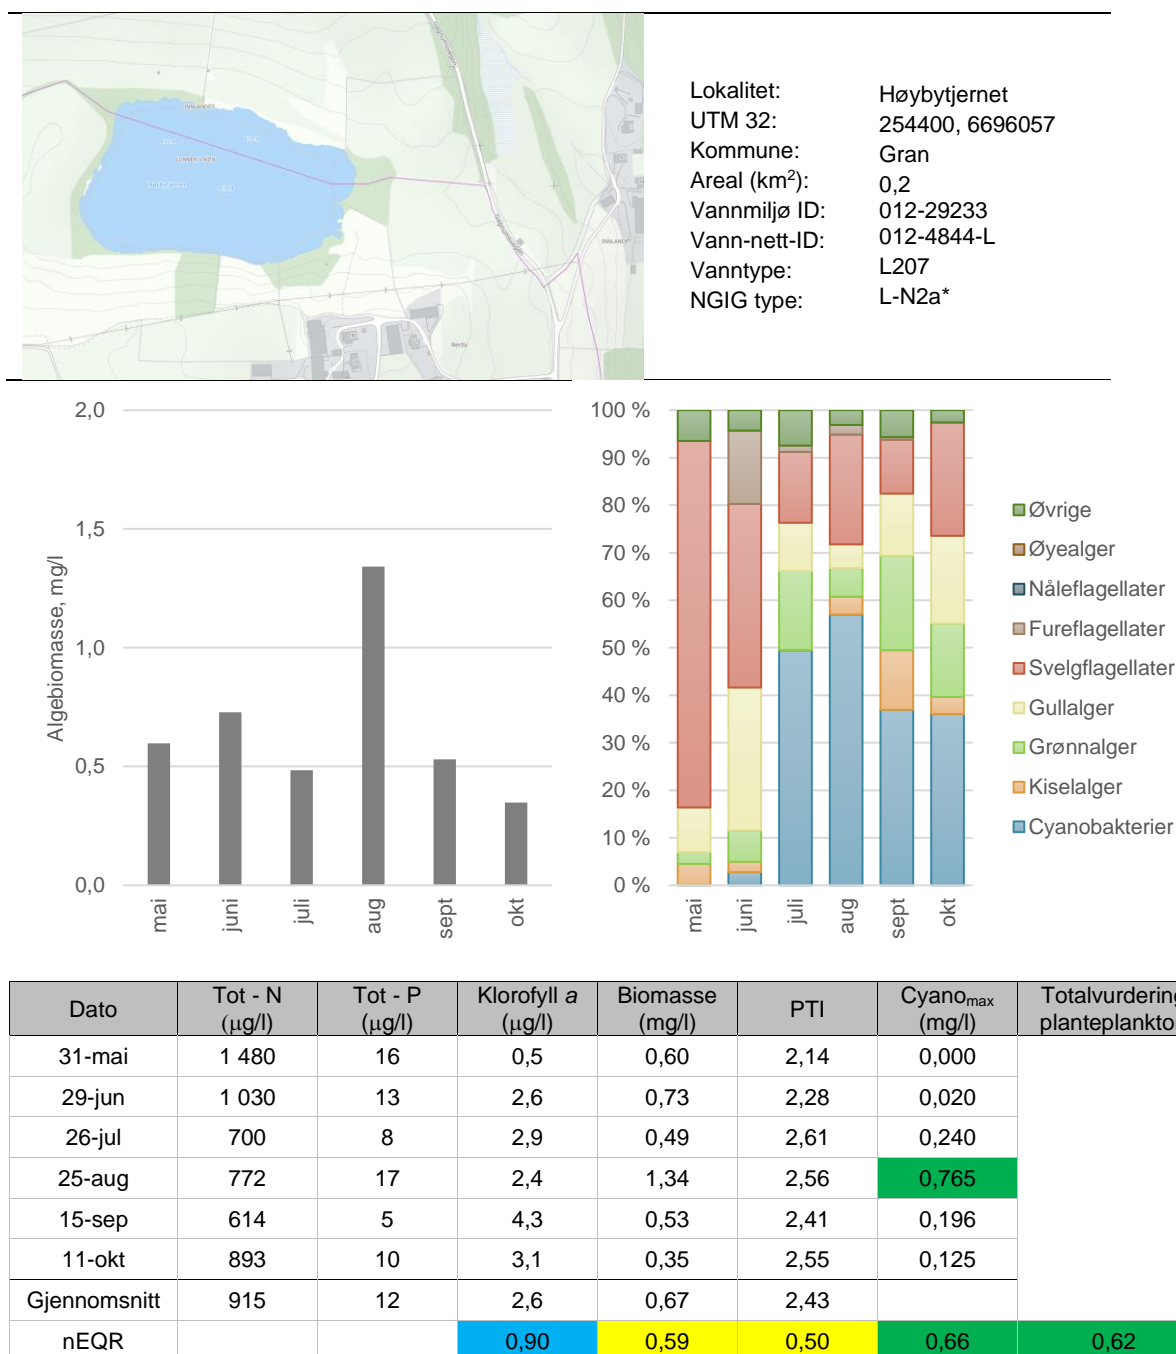 Lokalitet: Høybytjernet
UTM 32: 254400, 6696057
Kommune: Gran
Areal (km²): 0,2
Vannmiljø ID: 012-29233
Vann-nett-ID: 012-4844-L
Vanntype: L207
NGIG type: L-N2a*
INNLANDET
LUNNER
Høybytjernet
INNLANDET
Nerby
2,0
1,5
1,0
0,5
0,0
Algebiomasse, mg/l
mai juni juli aug sept okt
100 %
90 %
80 %
70 %
60 %
50 %
40 %
30 %
20 %
10 %
0 %
mai juni juli aug sept okt
Øvrige
Øyealger
Nåleflagellater
Fureflagellater
Svelgflagellater
Gullalger
Grønnalger
Kiselalger
Cyanobakterier
Dato Tot - N (µg/l) Tot - P (µg/l) Klorofyll a (µg/l) Biomasse (mg/l) PTI Cyanomax (mg/l) Totalvurdering planteplankto
31-mai 1 480 16 0,5 0,60 2,14 0,000
29-jun 1 030 13 2,6 0,73 2,28 0,020
26-jul 700 8 2,9 0,49 2,61 0,240
25-aug 772 17 2,4 1,34 2,56 0,765
15-sep 614 5 4,3 0,53 2,41 0,196
11-okt 893 10 3,1 0,35 2,55 0,125
Gjennomsnitt 915 12 2,6 0,67 2,43
nEQR 0,90 0,59 0,50 0,66 0,62